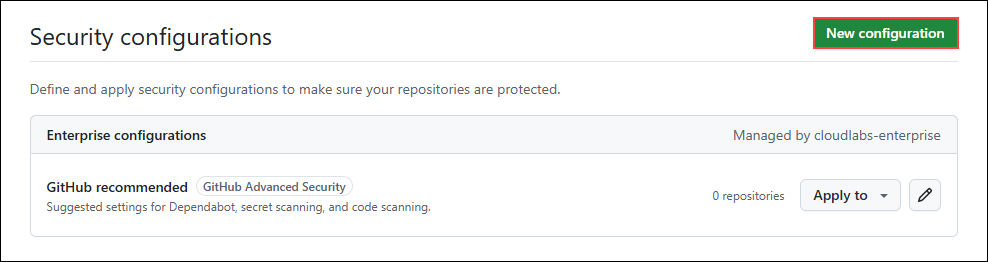 Security configurations
New configuration
Define and apply security configurations to make sure your repositories are protected.
Enterprise configurations
Managed by cloudlabs-enterprise
GitHub recommended
GitHub Advanced Security
Suggested settings for Dependabot, secret scanning, and code scanning.
0 repositories
Apply to